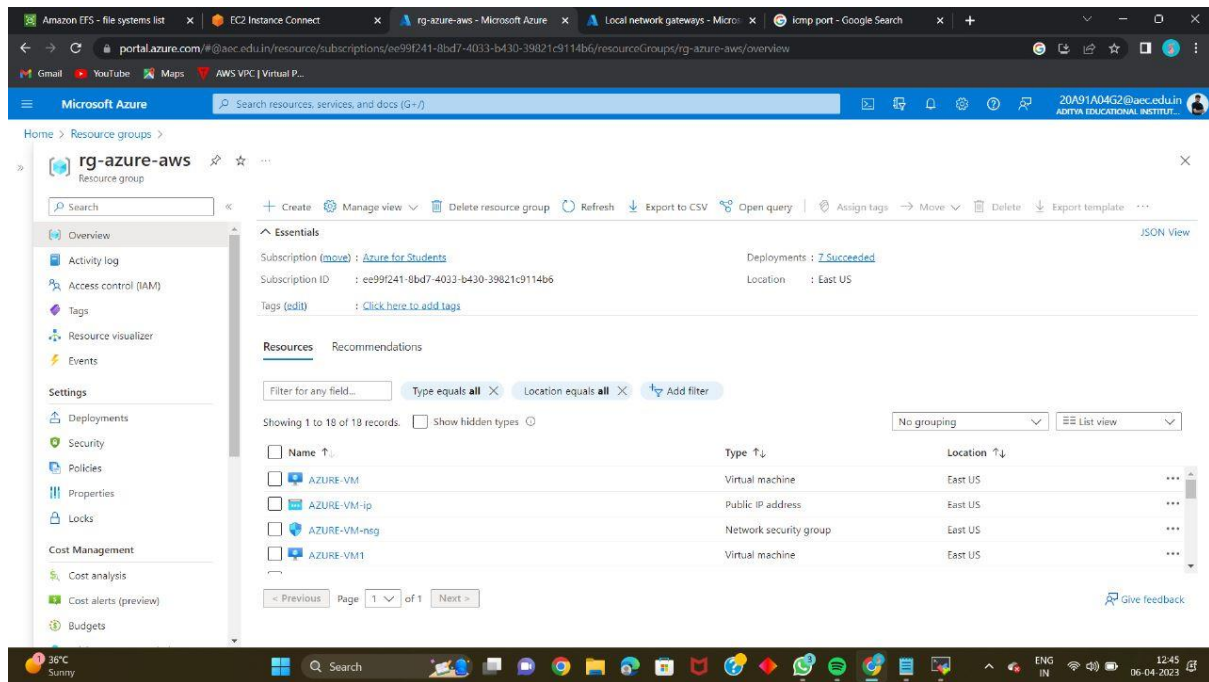 Amazon EFS - file systems list
EC2 Instance Connect
rg-azure-aws - Microsoft Azure
Local network gateways - Micro
icmp port - Google Search
portal.azure.com/#@aec.edu.in/resource/subscriptions/ee99f241-8bd7-4033-b430-39821c9114b6/resourceGroups/rg-azure-aws/overview
Gmail YouTube Maps AWS VPC | Virtual P...
Microsoft Azure
Search resources, services, and docs (G+/)
20A91A04G2@aec.edu.in
ADITYA EDUCATIONAL INSTITUT...
Home > Resource groups >
rg-azure-aws
Resource group
Search
Create Manage view Delete resource group Refresh Export to CSV Open query Assign tags Move Delete Export template
Overview
Activity log
Access control (IAM)
Tags
Resource visualizer
Events
Settings
Deployments
Security
Policies
Properties
Locks
Cost Management
Cost analysis
Cost alerts (preview)
Budgets
Essentials
JSON View
Subscription (move) : Azure for Students
Deployments : 7 Succeeded
Subscription ID : ee99f241-8bd7-4033-b430-39821c9114b6
Location : East US
Tags (edit) : Click here to add tags
Resources Recommendations
Filter for any field...
Type equals all
Location equals all
Add filter
Showing 1 to 18 of 18 records. Show hidden types
No grouping
List view
Name Type Location
AZURE-VM Virtual machine East US
AZURE-VM-ip Public IP address East US
AZURE-VM-nsg Network security group East US
AZURE-VM1 Virtual machine East US
< Previous Page 1 of 1 Next >
Give feedback
1
36°C
Sunny
Search
ENG
IN
12:45
06-04-2023